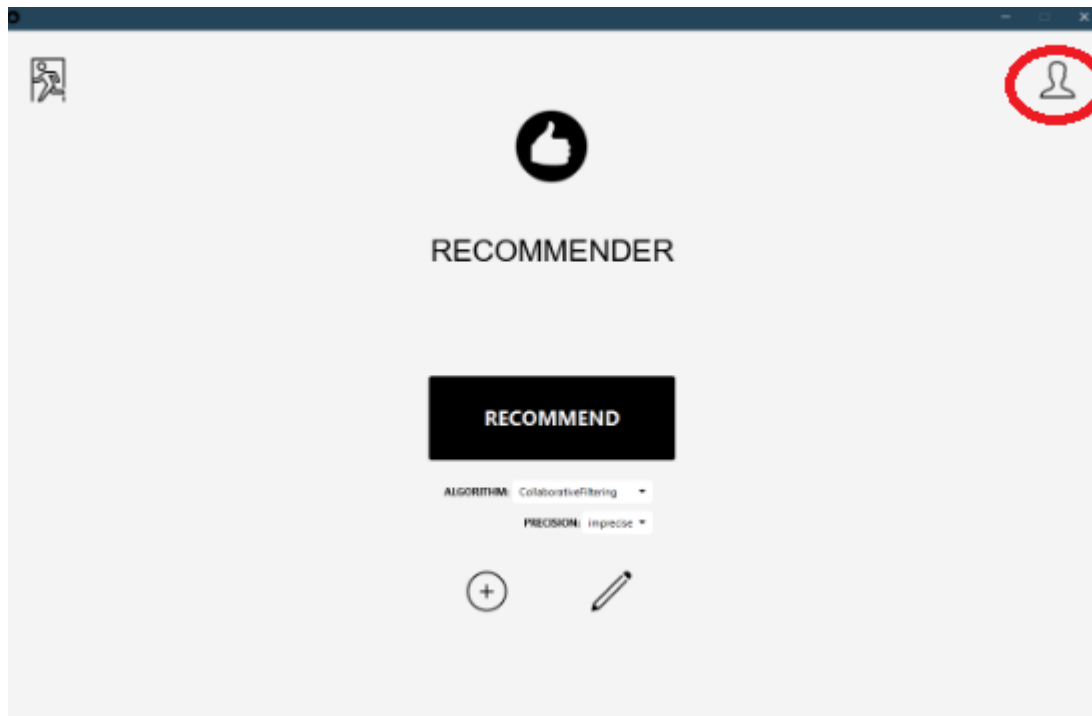 RECOMMENDER
RECOMMEND
ALGORITHM: CollaborativeFiltering
PRECISION: imprecise